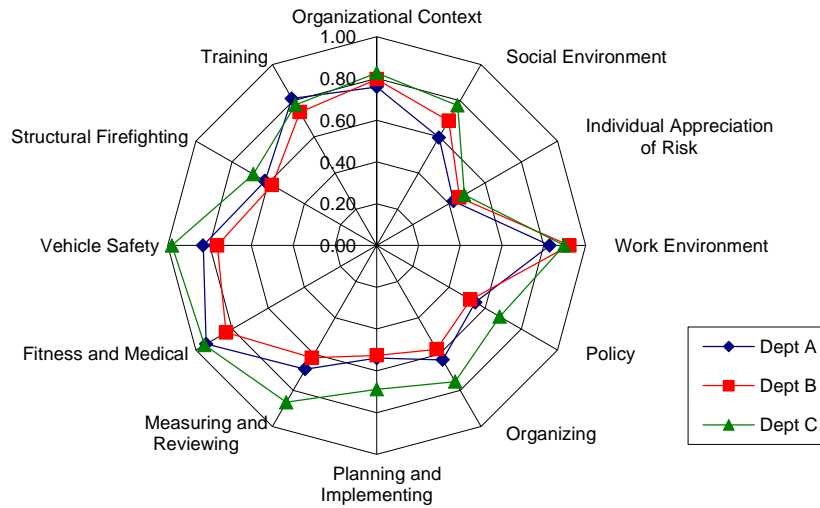 Organizational Context
1.00
Training
Social Environment
0.80
Structural Firefighting
0.60
Individual Appreciation
of Risk
0.40
0.20
Vehicle Safety
0.00
Work Environment
Fitness and Medical
Policy
Dept A
Dept B
Dept C
Measuring and
Reviewing
Organizing
Planning and
Implementing